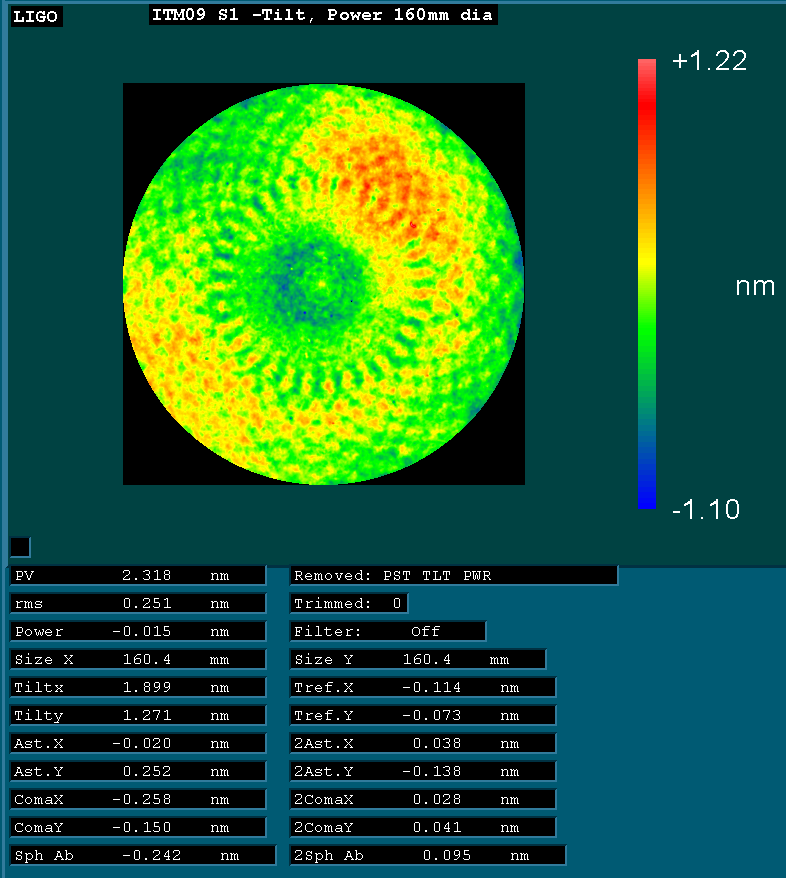 LIGO
ITM09 S1 -Tilt, Power 160mm dia
+1.22
nm
-1.10
PV 2.318 nm
Removed: PST TLT PWR
rms 0.251 nm
Trimmed: 0
Power -0.015 nm
Filter: Off
Size X 160.4 mm
Size Y 160.4 mm
Tiltx 1.899 nm
Tref.X -0.114 nm
Tilty 1.271 nm
Tref.Y -0.073 nm
Ast.X -0.020 nm
2Ast.X 0.038 nm
Ast.Y 0.252 nm
2Ast.Y -0.138 nm
ComaX -0.258 nm
2ComaX 0.028 nm
ComaY -0.150 nm
2ComaY 0.041 nm
Sph Ab -0.242 nm
2Sph Ab 0.095 nm